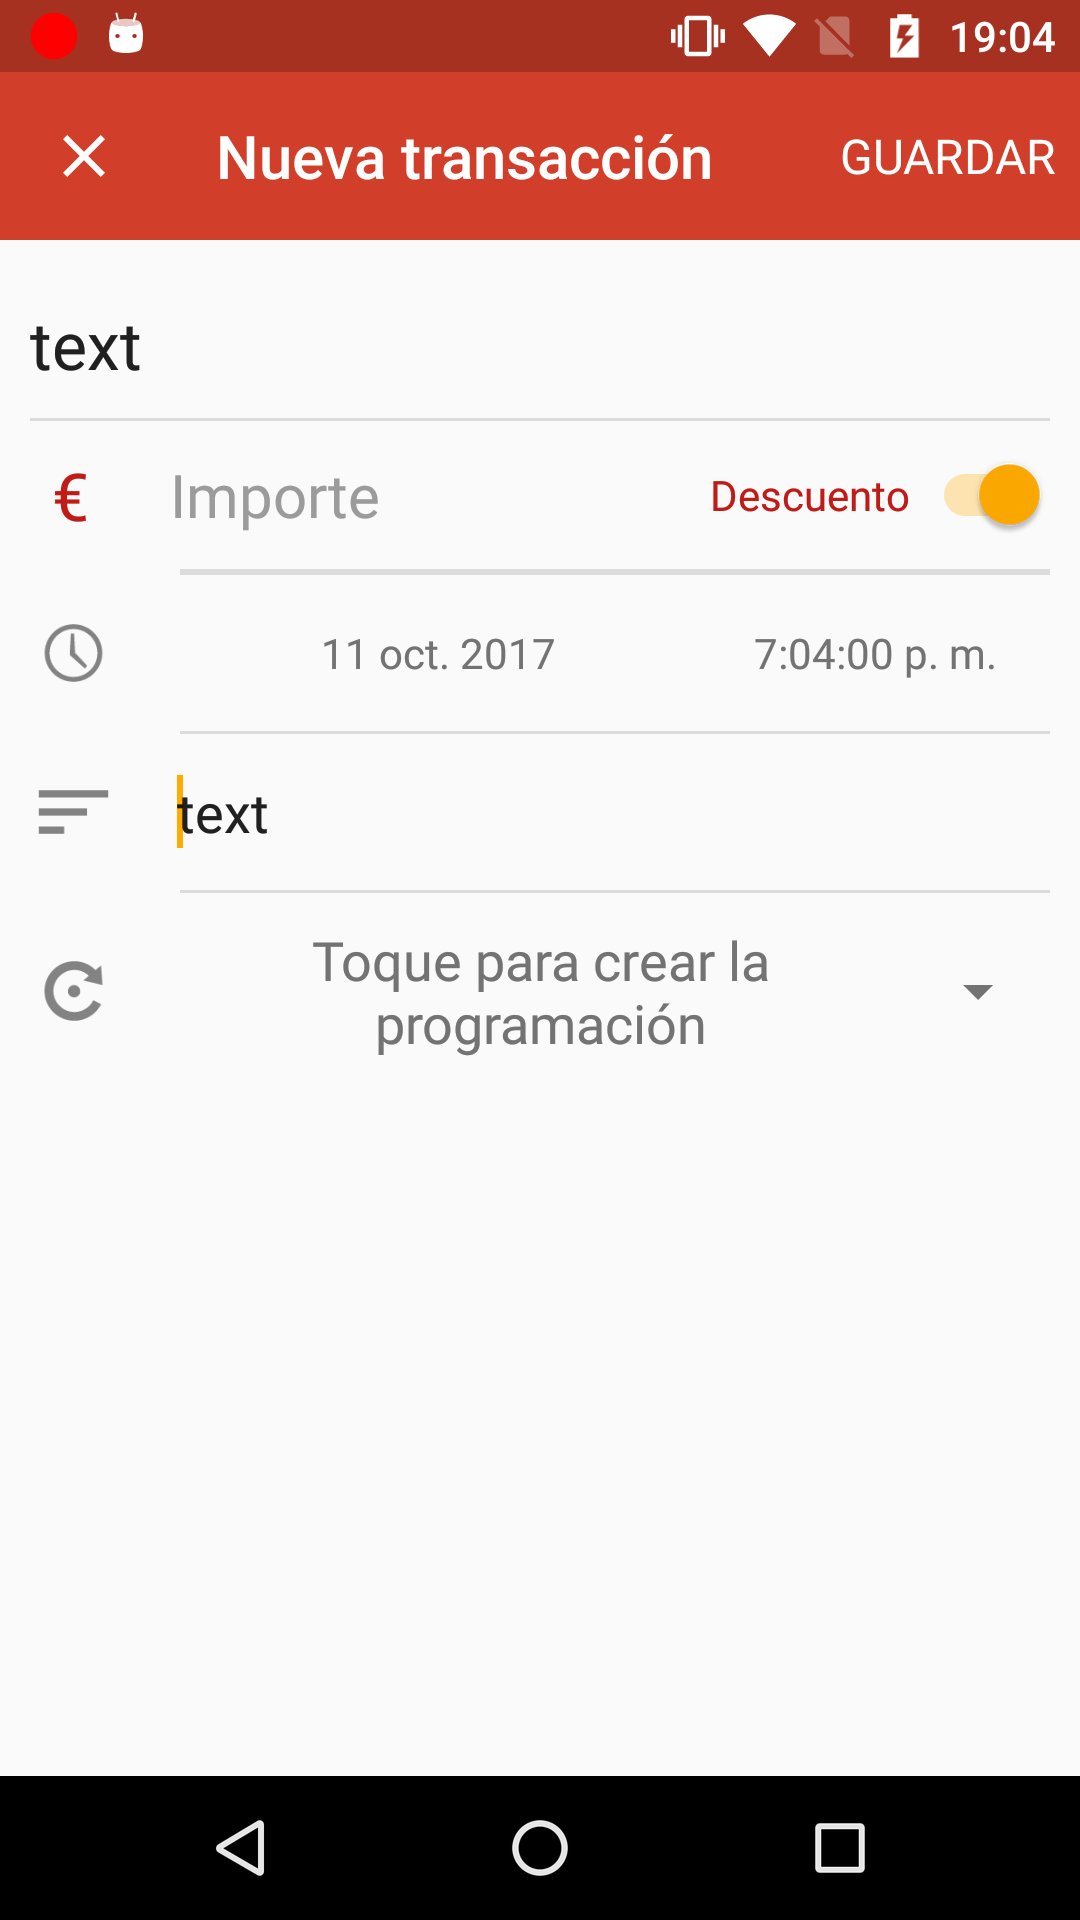 19:04
Nueva transacción GUARDAR
text
€ Importe Descuento
11 oct. 2017 7:04:00 p. m.
text
Toque para crear la
programación